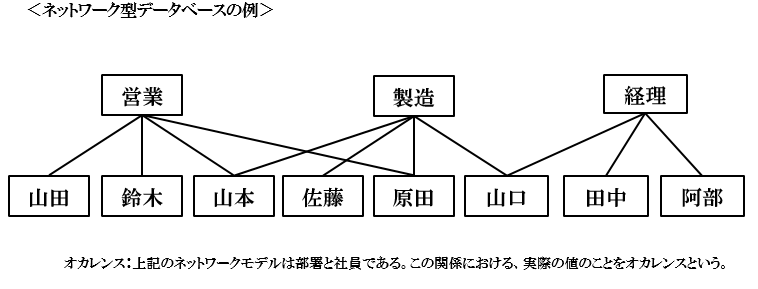 ＜ネットワーク型データベースの例＞
営業 製造 経理
山田 鈴木 山本 佐藤 原田 山口 田中 阿部
オカレンス：上記のネットワークモデルは部署と社員である。この関係における、実際の値のことをオカレンスという。